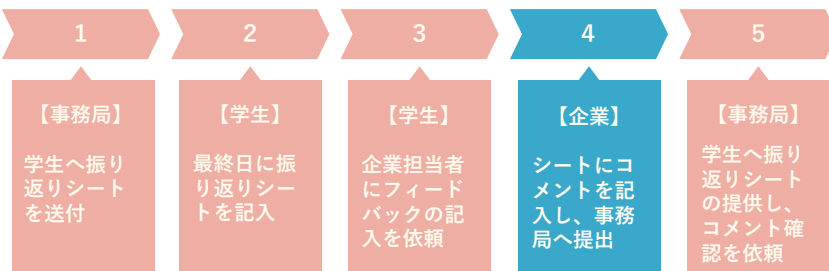 1
【事務局】
学生へ振り
返りシート
を送付
2
【学生】
最終日に振
り返りシー
トを記入
3
【学生】
企業担当者
にフィード
バックの記
入を依頼
4
【企業】
シートにコ
メントを記
入し、事務
局へ提出
5
【事務局】
学生へ振り
返りシート
の提供し、
コメント確
認を依頼